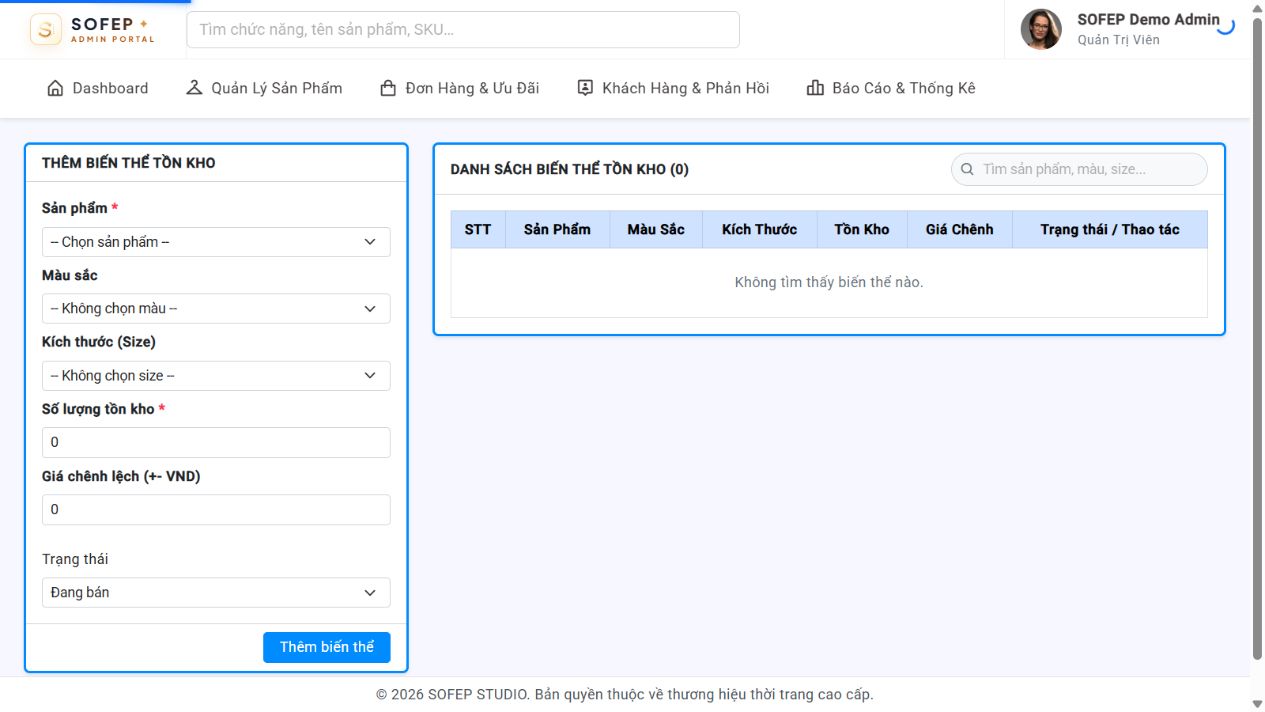 SOFEP
ADMIN PORTAL
Tìm chức năng, tên sản phẩm, SKU...
SOFEP Demo Admin
Quản Trị Viên
Dashboard
Quản Lý Sản Phẩm
Đơn Hàng & Ưu Đãi
Khách Hàng & Phản Hồi
Báo Cáo & Thống Kê
THÊM BIẾN THỂ TỒN KHO
Sản phẩm *
-- Chọn sản phẩm --
Màu sắc
-- Không chọn màu --
Kích thước (Size)
-- Không chọn size --
Số lượng tồn kho *
0
Giá chênh lệch (+- VND)
0
Trạng thái
Đang bán
Thêm biến thể
DANH SÁCH BIẾN THỂ TỒN KHO (0)
Tìm sản phẩm, màu, size...
STT Sản Phẩm Màu Sắc Kích Thước Tồn Kho Giá Chênh Trạng thái / Thao tác
Không tìm thấy biến thể nào.
© 2026 SOFEP STUDIO. Bản quyền thuộc về thương hiệu thời trang cao cấp.